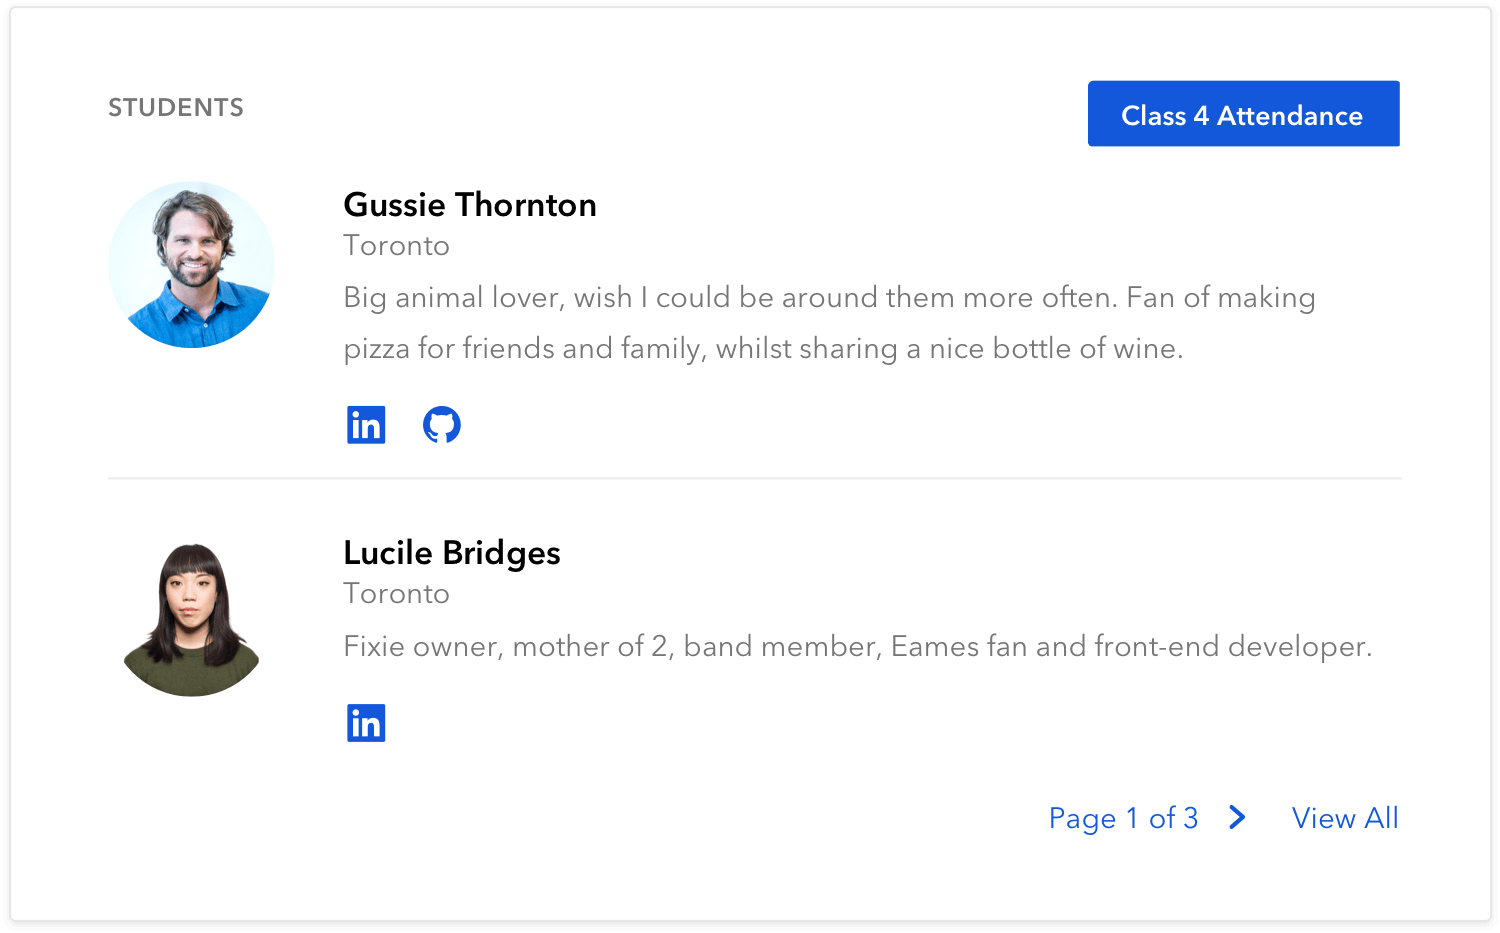 STUDENTS
Class 4 Attendance
Gussie Thornton
Toronto
Big animal lover, wish I could be around them more often. Fan of making
pizza for friends and family, whilst sharing a nice bottle of wine.
in
Lucile Bridges
Toronto
Fixie owner, mother of 2, band member, Eames fan and front-end developer.
in
Page 1 of 3 View All